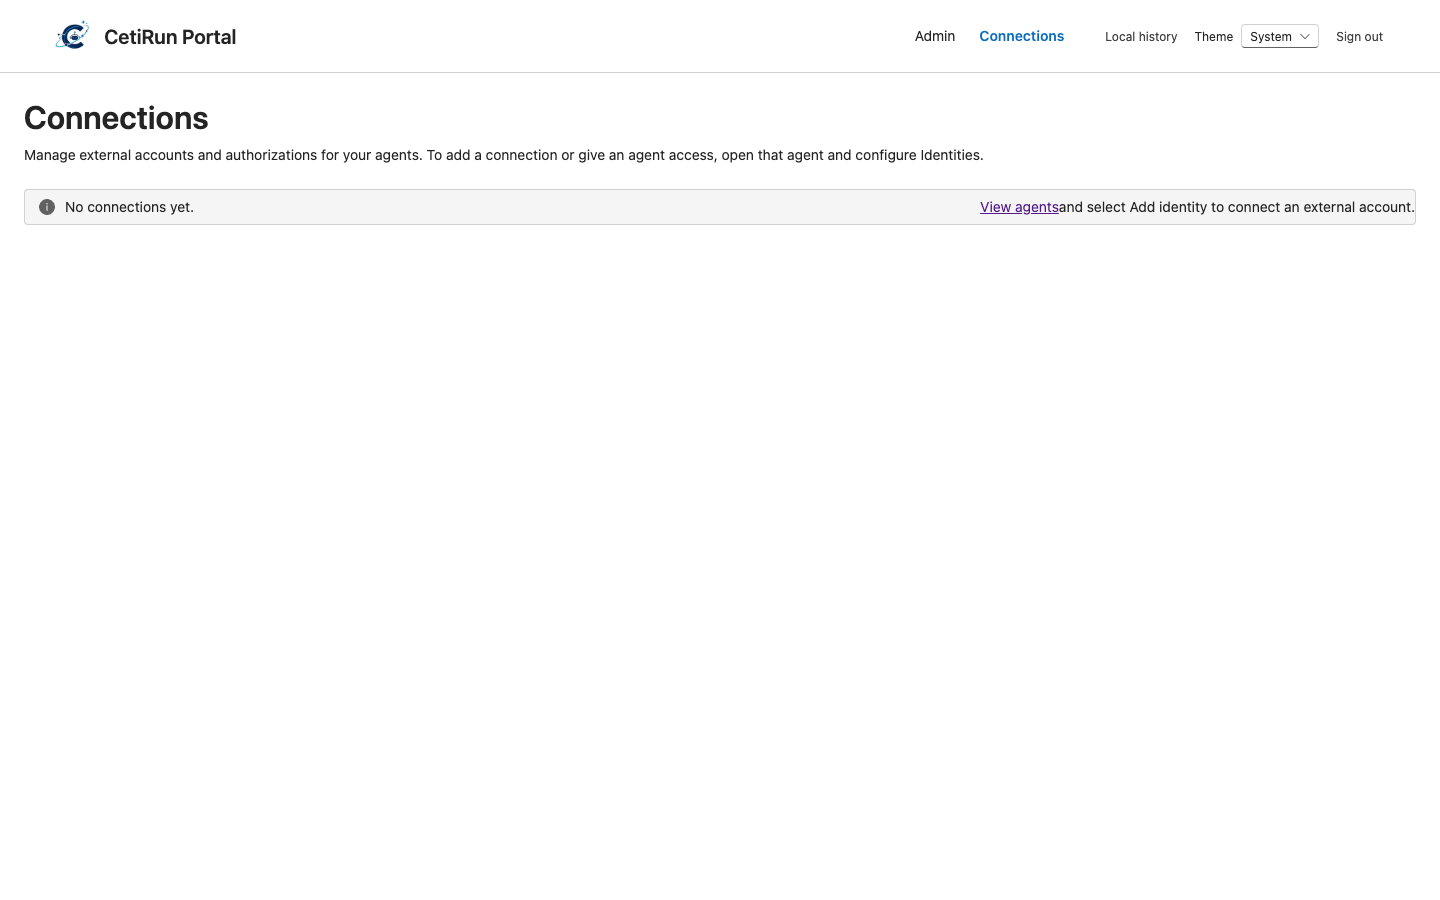 CetiRun Portal
Admin Connections Local history Theme System Sign out
Connections
Manage external accounts and authorizations for your agents. To add a connection or give an agent access, open that agent and configure Identities.
No connections yet. View agentsand select Add identity to connect an external account.